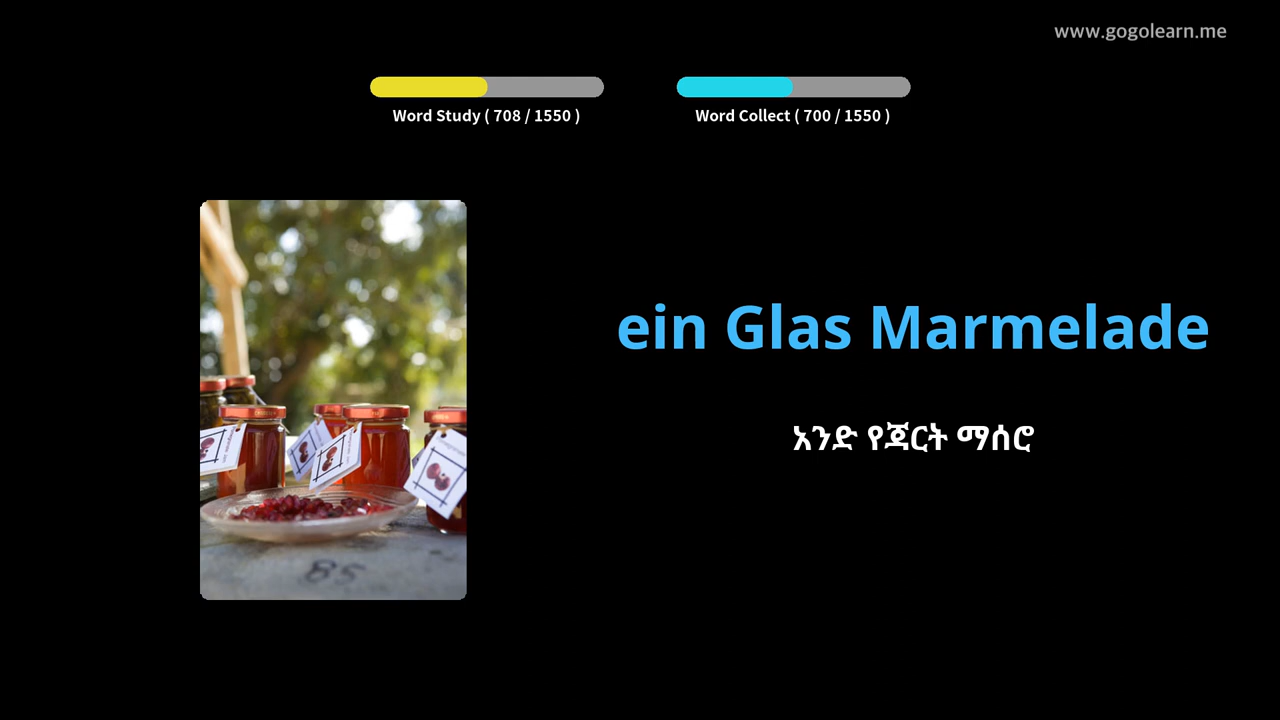 www.gogolearn.me
Word Study ( 708 / 1550 )
Word Collect ( 700 / 1550 )
ein Glas Marmelade
አንድ የጃርት ማሰሮ
85